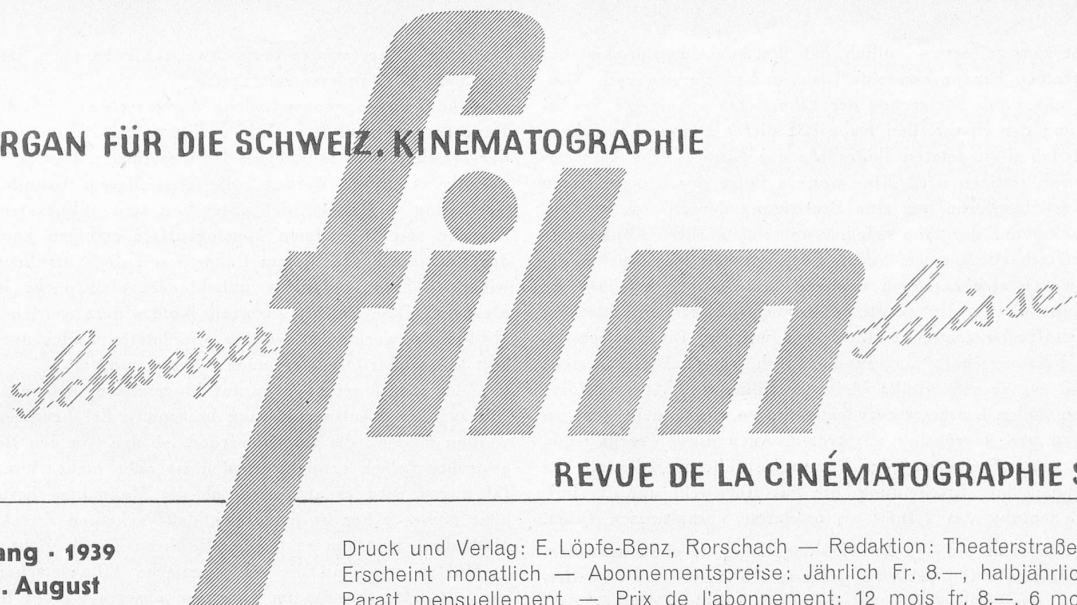 RGAN FÜR DIE SCHWEIZ. KINEMATOGRAPHIE
Schweizer film Suisse
REVUE DE LA CINÉMATOGRAPHIE S
ang · 1939
. August
Druck und Verlag: E. Löpfe-Benz, Rorschach — Redaktion: Theaterstraße
Erscheint monatlich — Abonnementspreise: Jährlich Fr. 8.—, halbjährlic
Paraît mensuellement — Prix de l'abonnement: 12 mois fr. 8.—, 6 mo